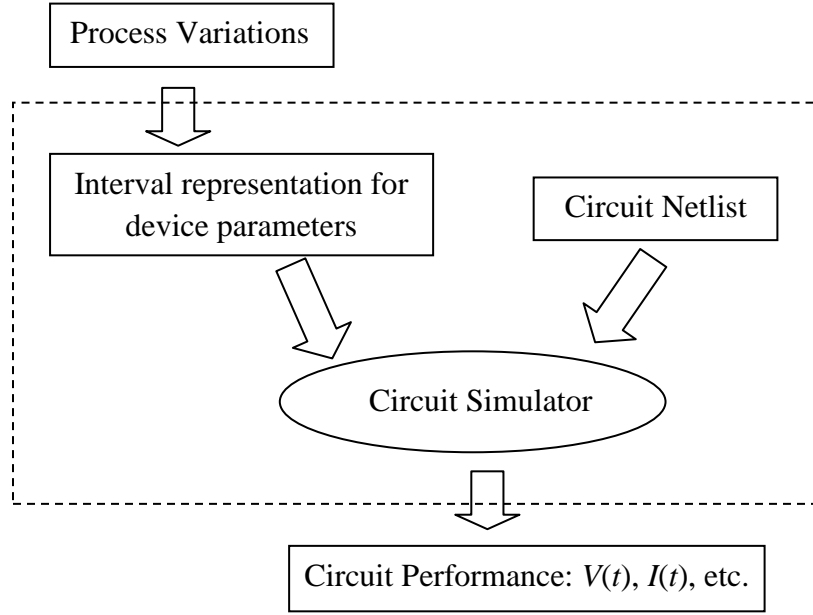 Process Variations
Interval representation for
device parameters
Circuit Netlist
Circuit Simulator
Circuit Performance: V(t), I(t), etc.